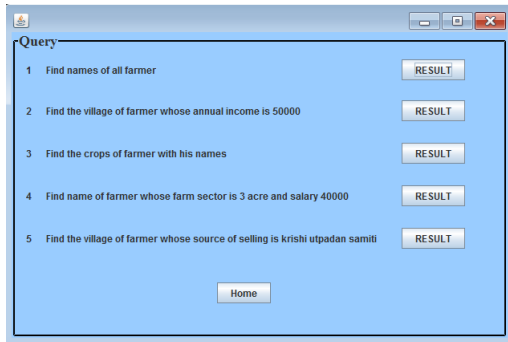 Query
1 Find names of all farmer RESULT
2 Find the village of farmer whose annual income is 50000 RESULT
3 Find the crops of farmer with his names RESULT
4 Find name of farmer whose farm sector is 3 acre and salary 40000 RESULT
5 Find the village of farmer whose source of selling is krishi utpadan samiti RESULT
Home